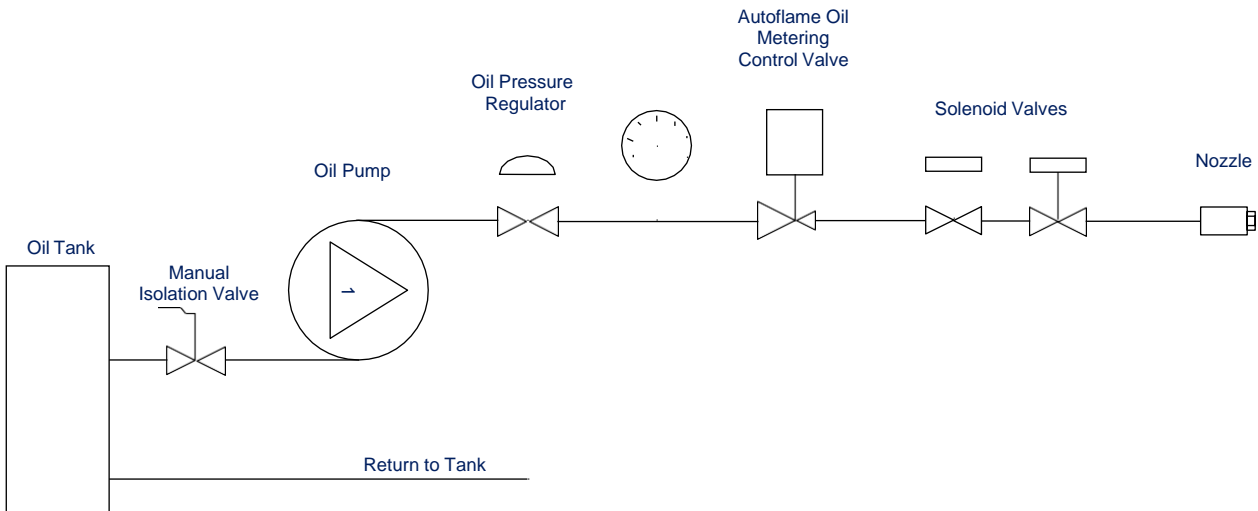 Autoflame Oil
Metering
Control Valve
Oil Pressure
Regulator
Solenoid Valves
Oil Pump
Nozzle
Oil Tank
Manual
Isolation Valve
1
Return to Tank